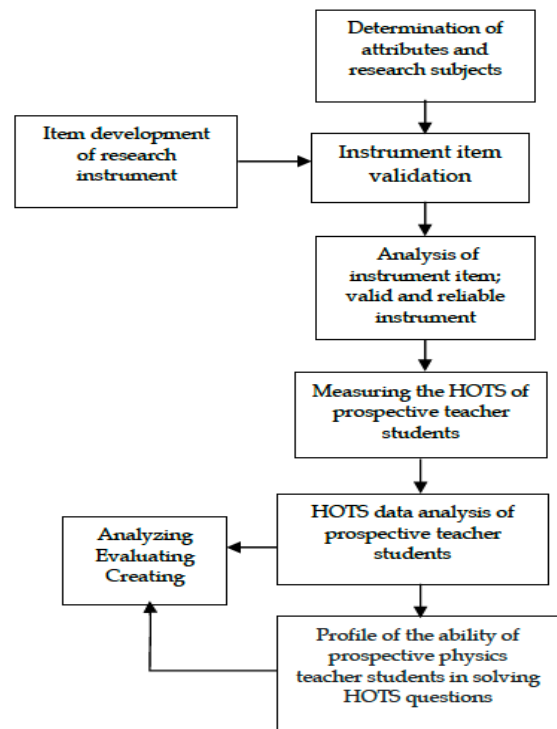 Determination of
attributes and
research subjects
Item development
of research
instrument
Instrument item
validation
Analysis of
instrument item;
valid and reliable
instrument
Measuring the HOTS of
prospective teacher
students
HOTS data analysis of
prospective teacher
students
Analyzing
Evaluating
Creating
Profile of the ability of
prospective physics
teacher students in solving
HOTS questions